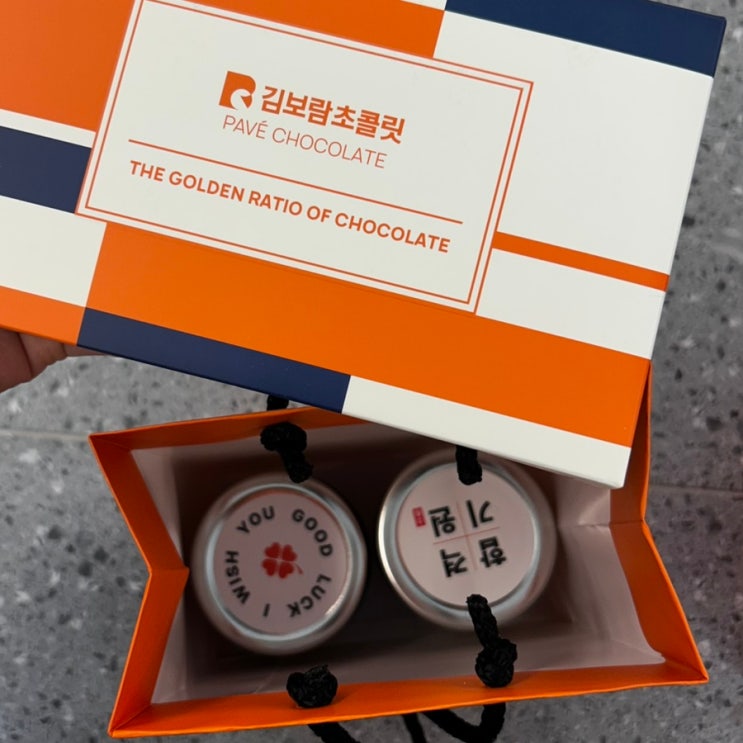 김보람초콜릿
PAVÉ CHOCOLATE
THE GOLDEN RATIO OF CHOCOLATE
I WISH YOU GOOD LUCK
합격
기원